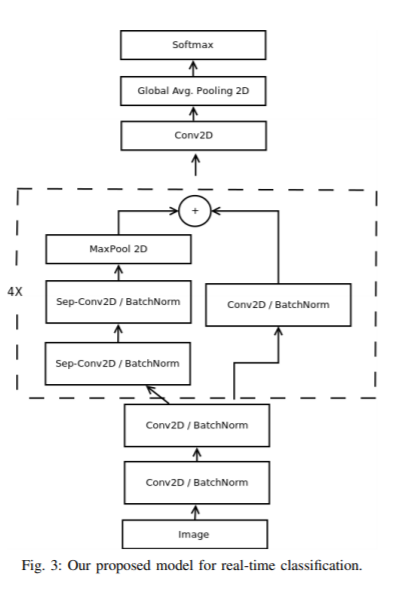 Softmax
Global Avg. Pooling 2D
Conv2D
+
MaxPool 2D
4X
Sep-Conv2D / BatchNorm
Conv2D / BatchNorm
Sep-Conv2D / BatchNorm
Conv2D / BatchNorm
Conv2D / BatchNorm
Image
Fig. 3: Our proposed model for real-time classification.